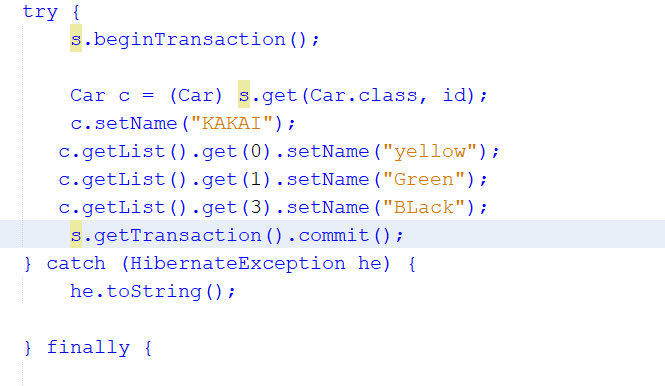 try {
s.beginTransaction();
Car c = (Car) s.get(Car.class, id);
c.setName("KAKAI");
c.getList().get(0).setName("yellow");
c.getList().get(1).setName("Green");
c.getList().get(3).setName("BLack");
s.getTransaction().commit();
} catch (HibernateException he) {
he.toString();
} finally {